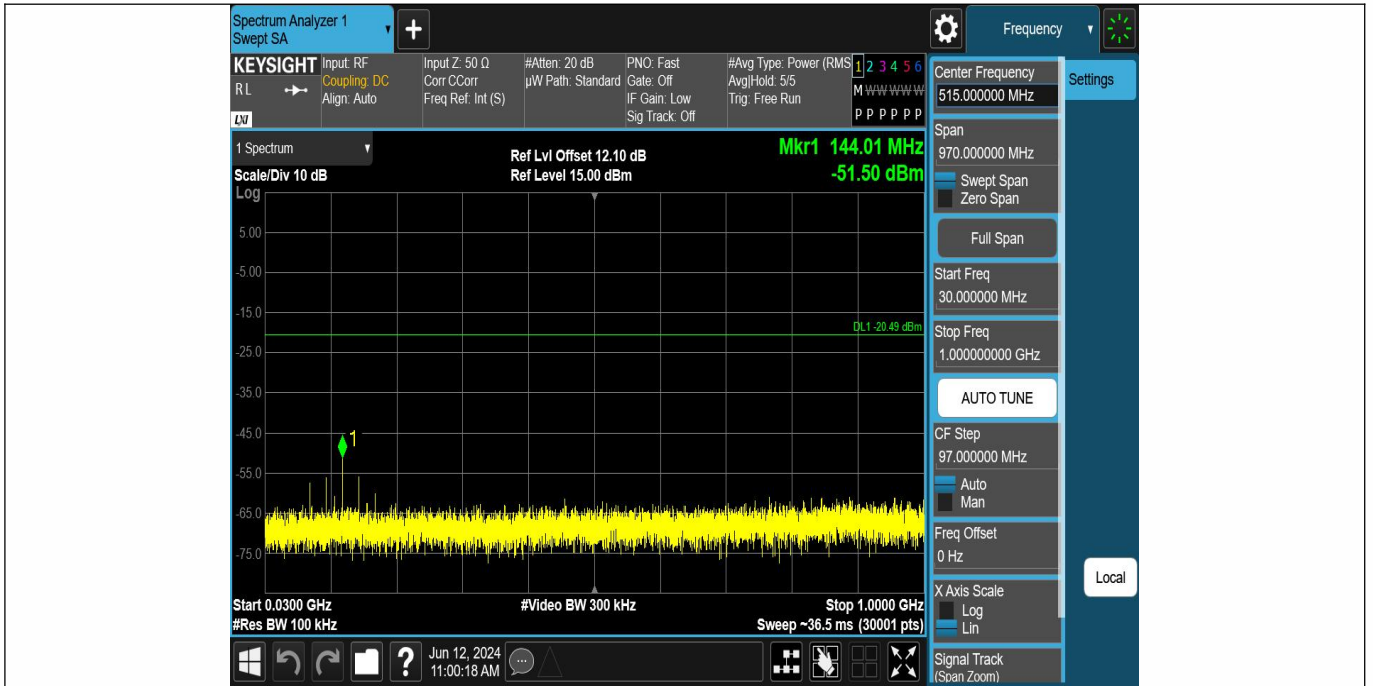 Spectrum Analyzer 1
Swept SA
+
Frequency
KEYSIGHT
RL
LXI
Input: RF
Coupling: DC
Align: Auto
Input Z: 50 Ω
Corr CCorr
Freq Ref: Int (S)
#Atten: 20 dB
µW Path: Standard
PNO: Fast
Gate: Off
IF Gain: Low
Sig Track: Off
#Avg Type: Power (RMS
Avg|Hold: 5/5
Trig: Free Run
1 2 3 4 5 6
M W W W W W
P P P P P P
1 Spectrum
Scale/Div 10 dB
Log
Ref Lvl Offset 12.10 dB
Ref Level 15.00 dBm
Mkr1 144.01 MHz
-51.50 dBm
5.00
-5.00
-15.0
DL1 -20.49 dBm
-25.0
-35.0
-45.0
1
-55.0
-65.0
-75.0
Start 0.0300 GHz
#Res BW 100 kHz
#Video BW 300 kHz
Stop 1.0000 GHz
Sweep ~36.5 ms (30001 pts)
?
Jun 12, 2024
11:00:18 AM
Center Frequency
515.000000 MHz
Span
970.000000 MHz
Swept Span
Zero Span
Full Span
Start Freq
30.000000 MHz
Stop Freq
1.000000000 GHz
AUTO TUNE
CF Step
97.000000 MHz
Auto
Man
Freq Offset
0 Hz
X Axis Scale
Log
Lin
Signal Track
(Span Zoom)
Settings
Local